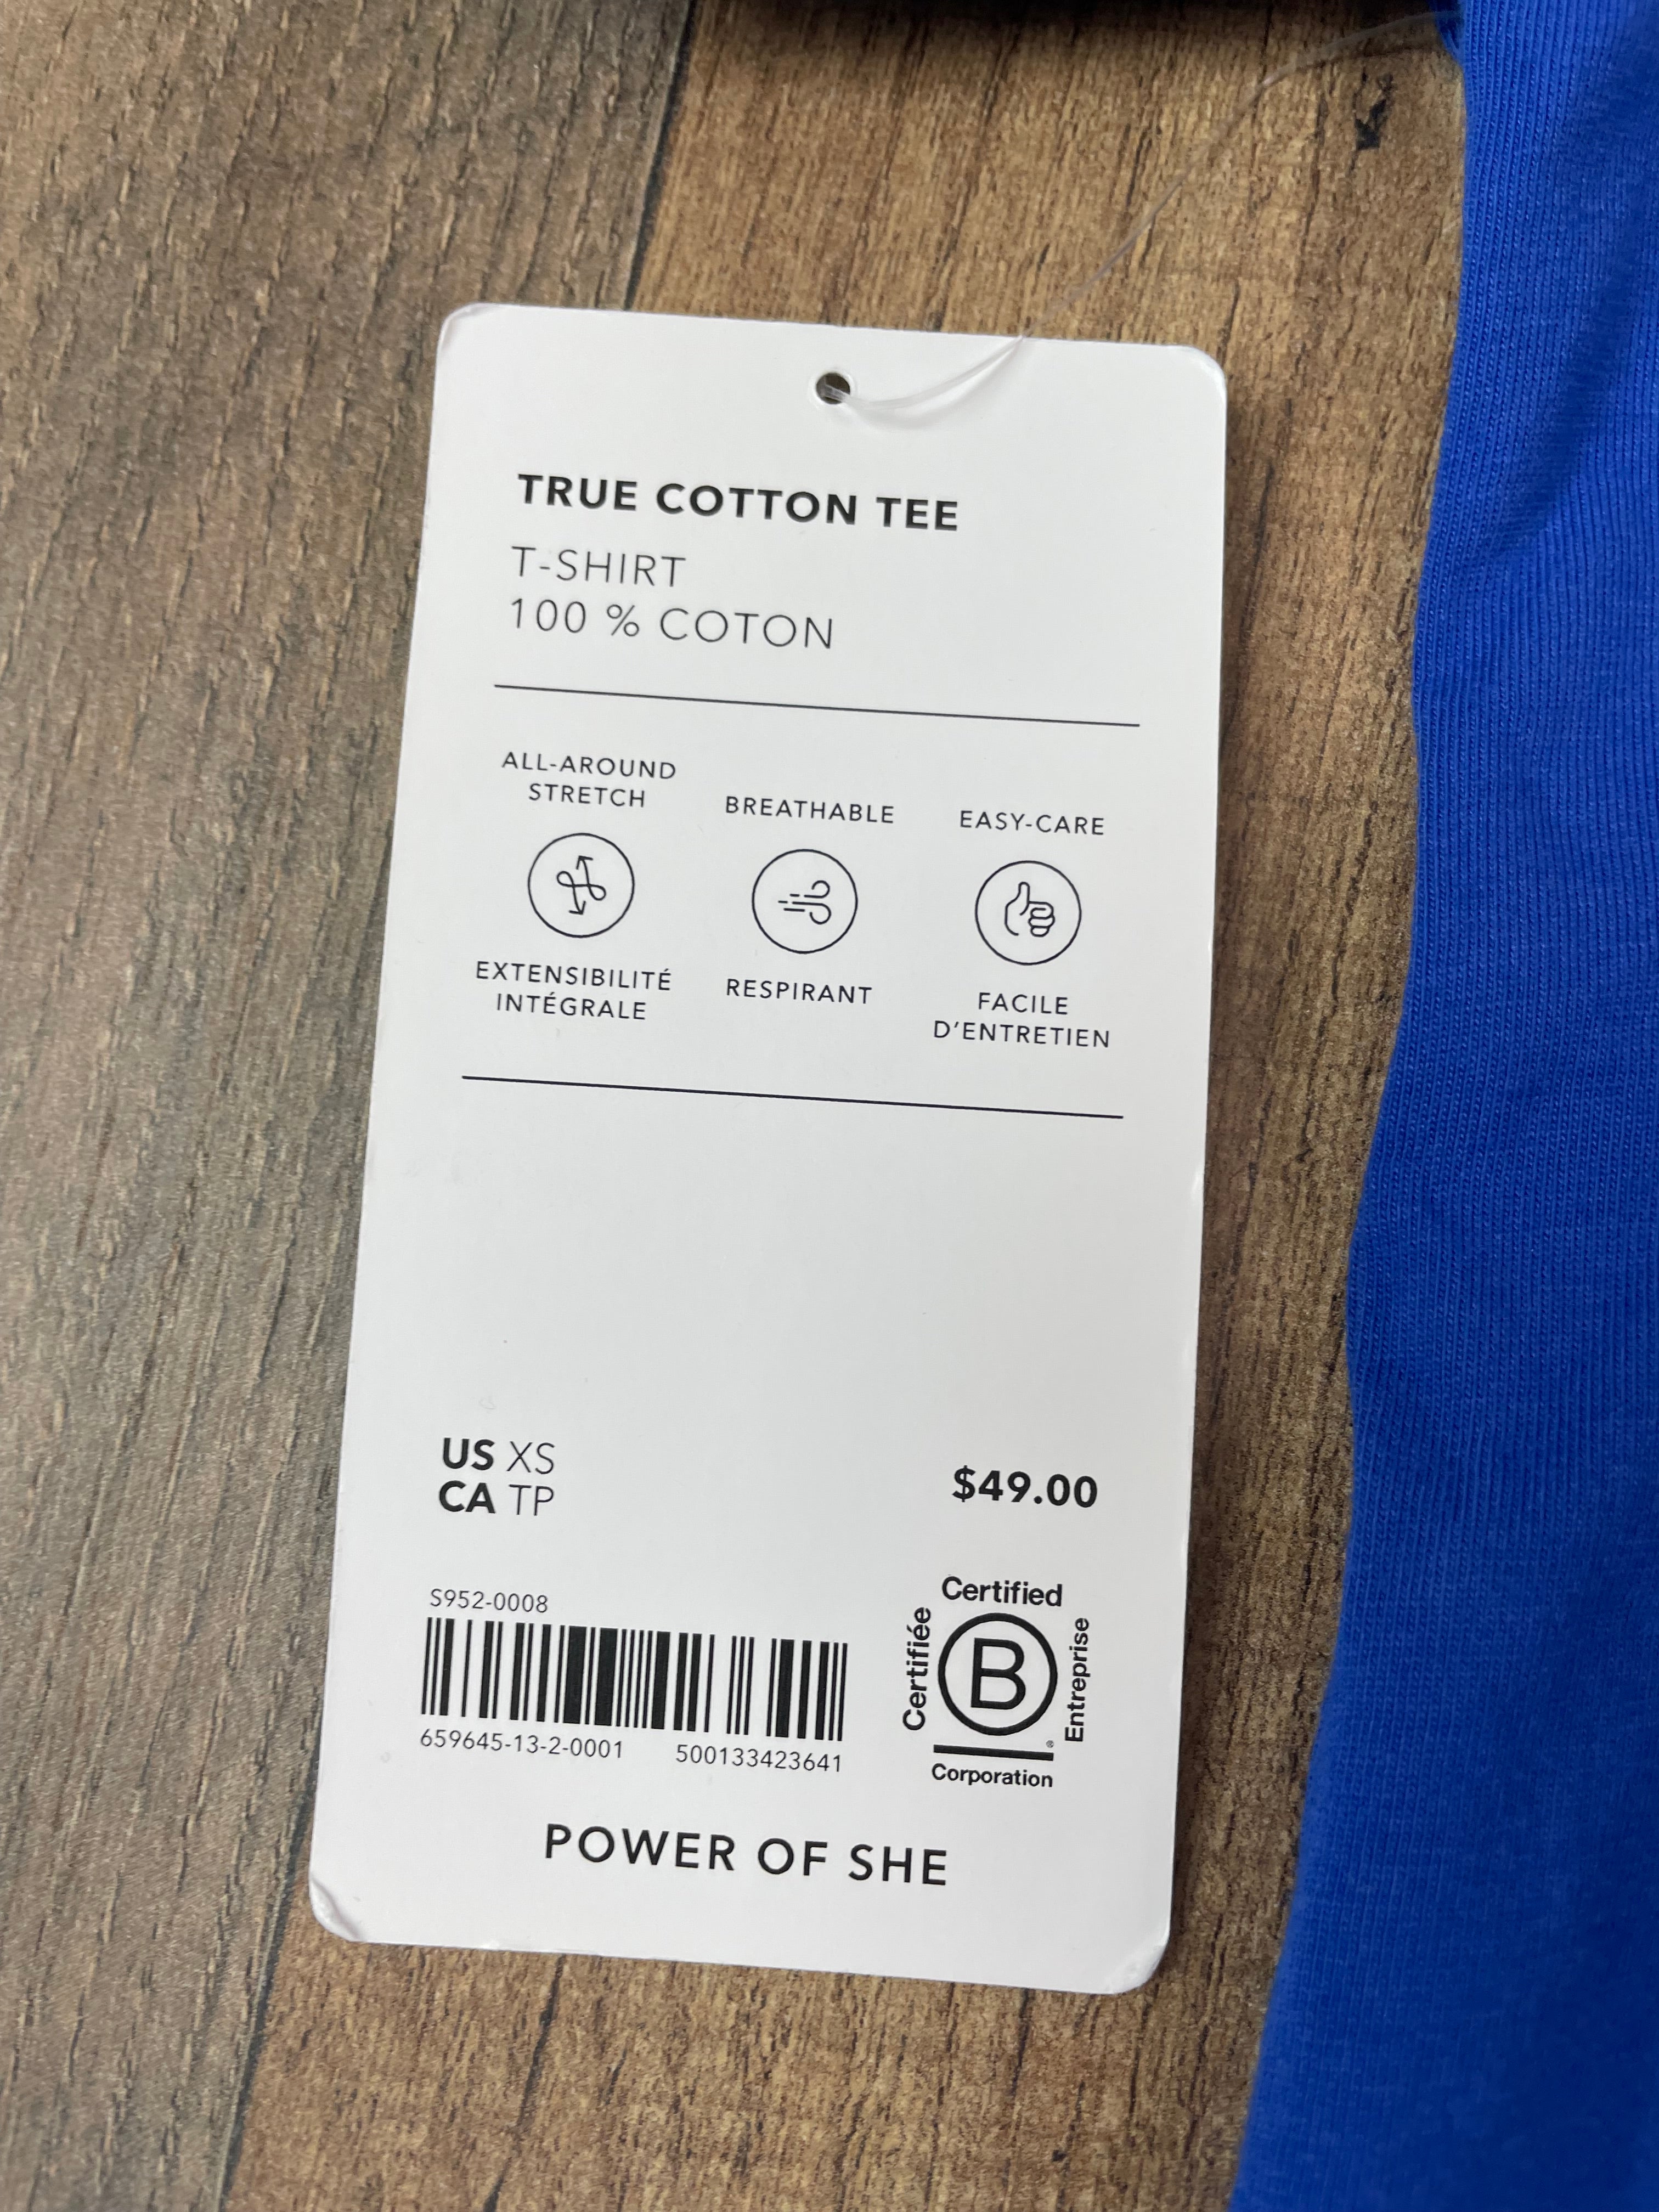 TRUE COTTON TEE
T-SHIRT
100 % COTON
ALL-AROUND
STRETCH
BREATHABLE
EASY-CARE
EXTENSIBILITÉ
INTÉGRALE
RESPIRANT
FACILE
D'ENTRETIEN
US XS
CA TP
$49.00
S952-0008
659645-13-2-0001 500133423641
Certified
Certifiée
B
Entreprise
®
Corporation
POWER OF SHE